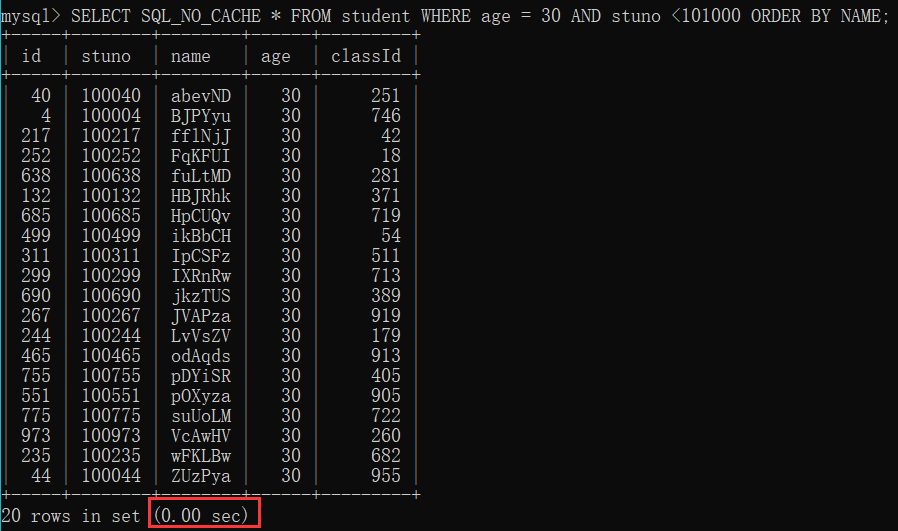 mysql> SELECT SQL_NO_CACHE * FROM student WHERE age = 30 AND stuno <101000 ORDER BY NAME;
+-----+--------+--------+------+---------+
| id | stuno | name | age | classId |
+-----+--------+--------+------+---------+
| 40 | 100040 | abevND | 30 | 251 |
| 4 | 100004 | BJPYyu | 30 | 746 |
| 217 | 100217 | fflNjJ | 30 | 42 |
| 252 | 100252 | FqKFUI | 30 | 18 |
| 638 | 100638 | fuLtMD | 30 | 281 |
| 132 | 100132 | HBJRhk | 30 | 371 |
| 685 | 100685 | HpCUQv | 30 | 719 |
| 499 | 100499 | ikBbCH | 30 | 54 |
| 311 | 100311 | IpCSFz | 30 | 511 |
| 299 | 100299 | IXRnRw | 30 | 713 |
| 690 | 100690 | jkzTUS | 30 | 389 |
| 267 | 100267 | JVAPza | 30 | 919 |
| 244 | 100244 | LvVsZV | 30 | 179 |
| 465 | 100465 | odAqds | 30 | 913 |
| 755 | 100755 | pDYiSR | 30 | 405 |
| 551 | 100551 | pOXyza | 30 | 905 |
| 775 | 100775 | suUoLM | 30 | 722 |
| 973 | 100973 | VcAwHV | 30 | 260 |
| 235 | 100235 | wFKLBw | 30 | 682 |
| 44 | 100044 | ZUzPya | 30 | 955 |
+-----+--------+--------+------+---------+
20 rows in set (0.00 sec)